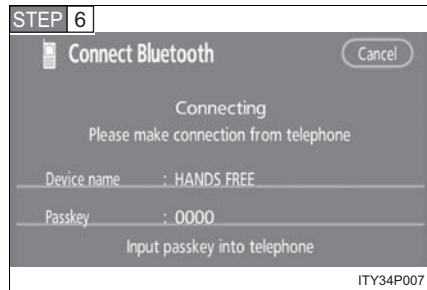 STEP 6
Connect Bluetooth
Cancel
Connecting
Please make connection from telephone
Device name : HANDS FREE
Passkey : 0000
Input passkey into telephone
ITY34P007